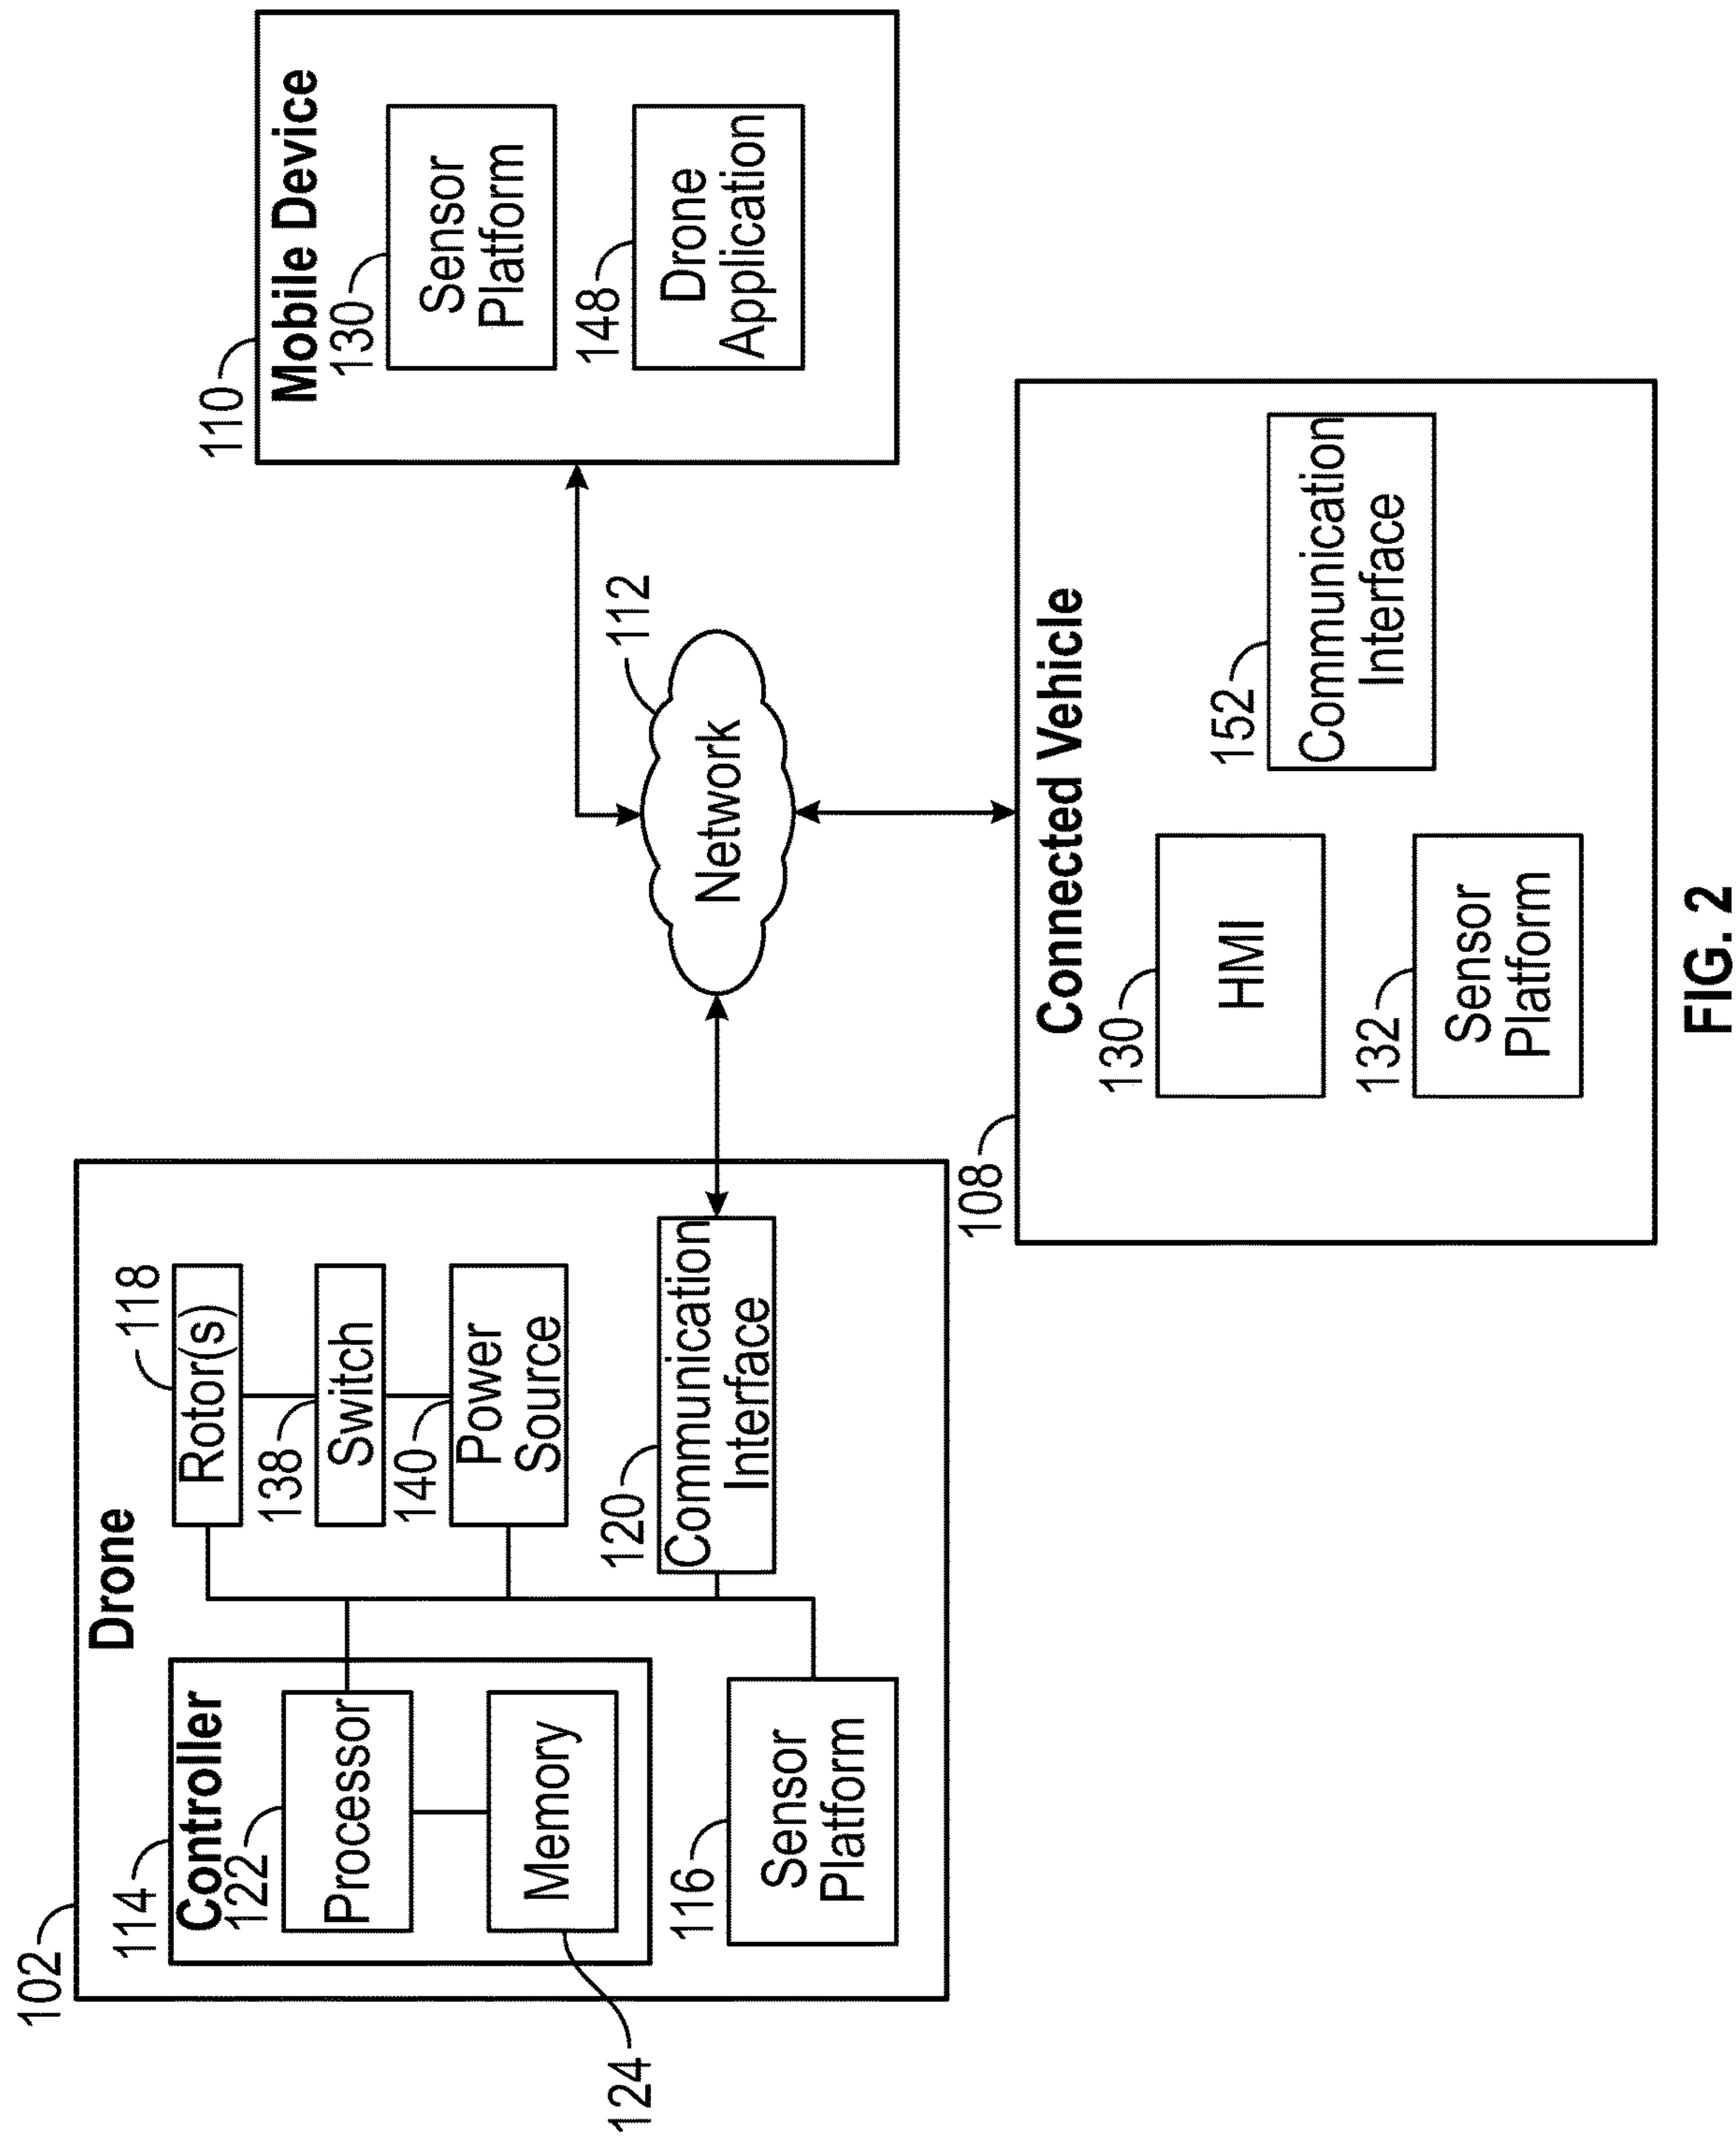 102
Drone
114
Controller
122
Processor
Memory
124
118
Rotor(s)
138
Switch
140
Power
Source
116
Sensor
Platform
120
Communication
Interface
112
Network
110
Mobile Device
130
Sensor
Platform
148
Drone
Application
108
Connected Vehicle
130
HMI
132
Sensor
Platform
152
Communication
Interface
FIG. 2